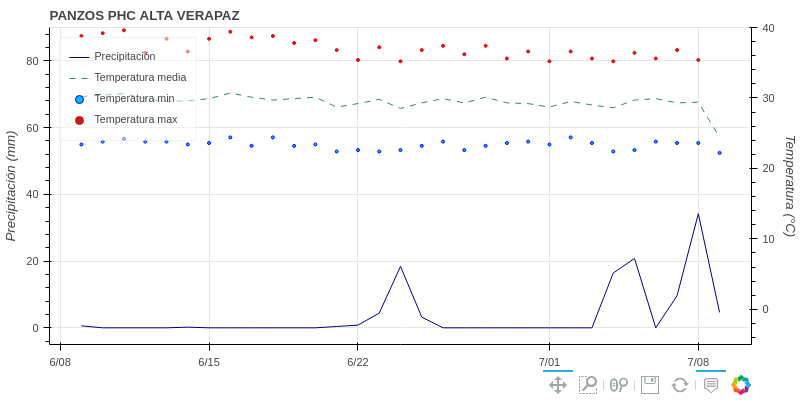 PANZOS PHC ALTA VERAPAZ
Precipitación
Temperatura media
Temperatura min
Temperatura max
Precipitación (mm)
80
60
40
20
0
Temperatura (°C)
40
30
20
10
0
6/08
6/15
6/22
7/01
7/08